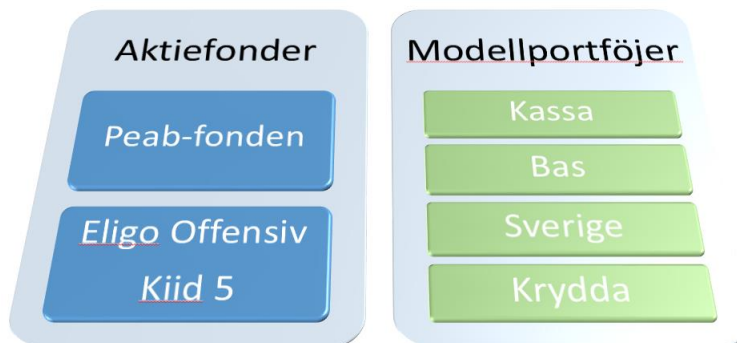 Aktiefonder
Peab-fonden
Eligo Offensiv
Kiid 5
Modellportföjer
Kassa
Bas
Sverige
Krydda